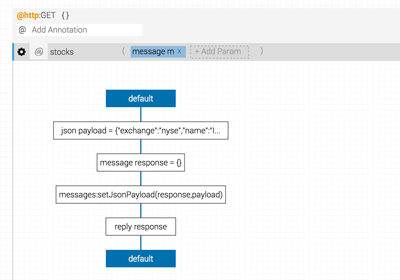 @http:GET {}
@ Add Annotation
@ stocks ( message m x + Add Param )
default
json payload = {"exchange":"nyse","name":"I...
message response = {}
messages:setJsonPayload(response,payload)
reply response
default